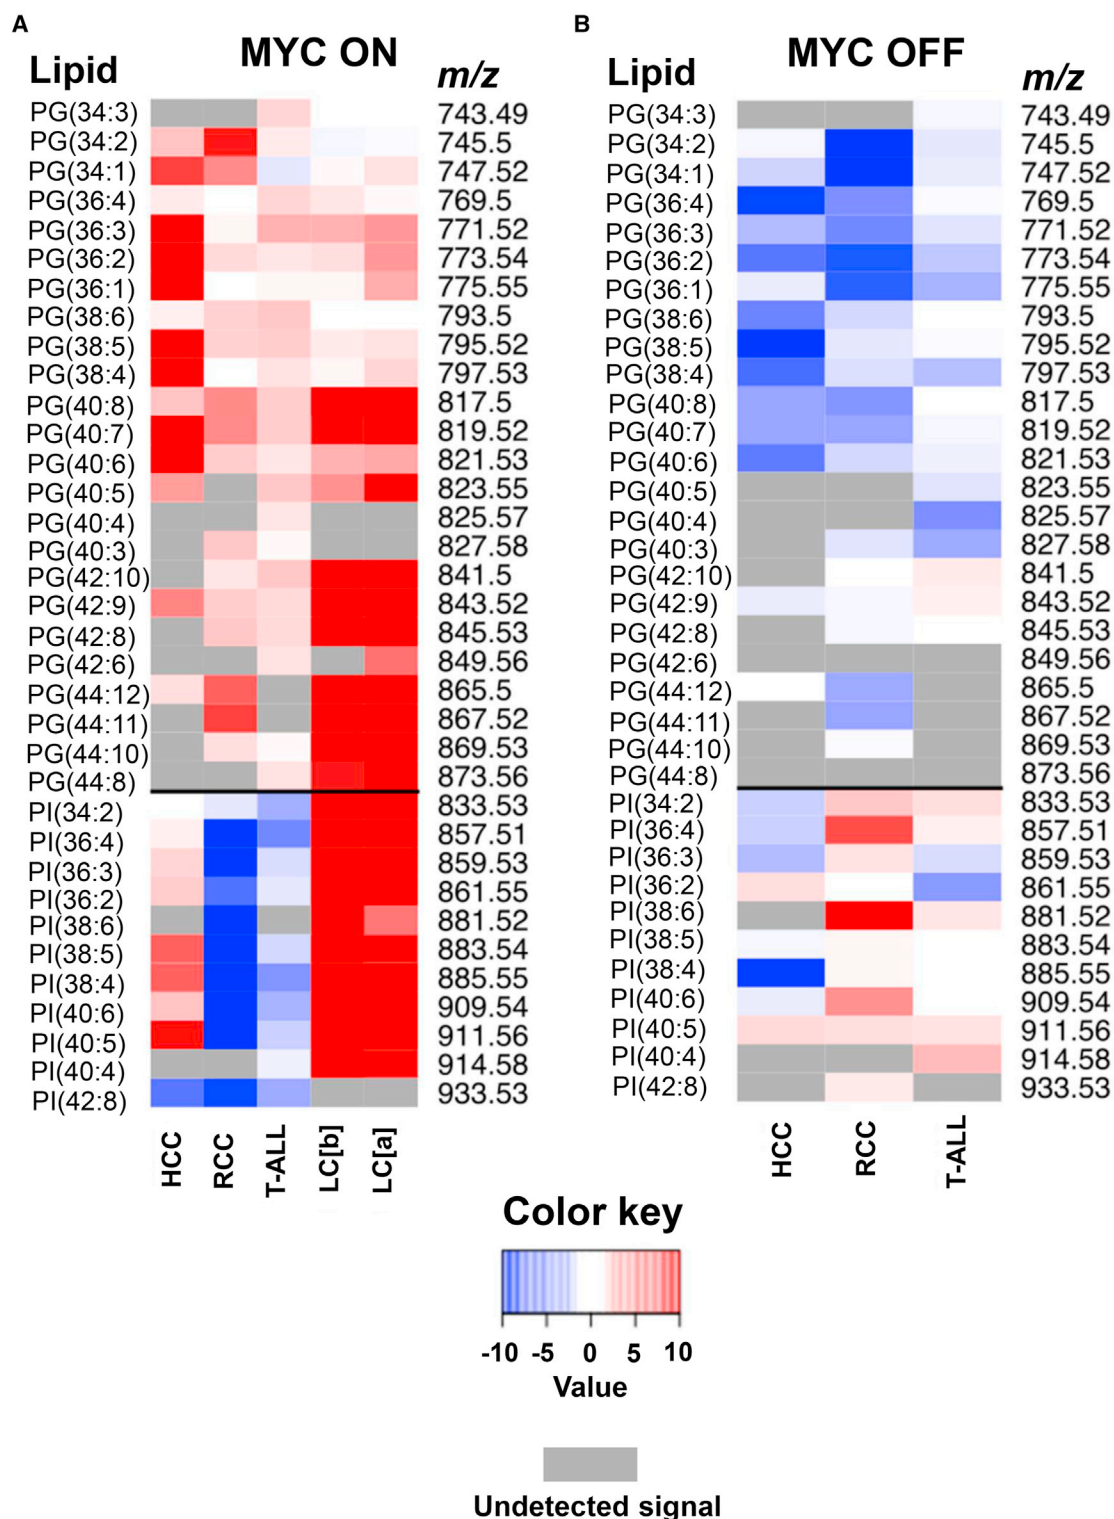 A
MYC ON
Lipid
m/z
PG(34:3) 743.49
PG(34:2) 745.5
PG(34:1) 747.52
PG(36:4) 769.5
PG(36:3) 771.52
PG(36:2) 773.54
PG(36:1) 775.55
PG(38:6) 793.5
PG(38:5) 795.52
PG(38:4) 797.53
PG(40:8) 817.5
PG(40:7) 819.52
PG(40:6) 821.53
PG(40:5) 823.55
PG(40:4) 825.57
PG(40:3) 827.58
PG(42:10) 841.5
PG(42:9) 843.52
PG(42:8) 845.53
PG(42:6) 849.56
PG(44:12) 865.5
PG(44:11) 867.52
PG(44:10) 869.53
PG(44:8) 873.56
PI(34:2) 833.53
PI(36:4) 857.51
PI(36:3) 859.53
PI(36:2) 861.55
PI(38:6) 881.52
PI(38:5) 883.54
PI(38:4) 885.55
PI(40:6) 909.54
PI(40:5) 911.56
PI(40:4) 914.58
PI(42:8) 933.53
HCC RCC T-ALL LC[b] LC[a]
B
MYC OFF
Lipid
m/z
PG(34:3) 743.49
PG(34:2) 745.5
PG(34:1) 747.52
PG(36:4) 769.5
PG(36:3) 771.52
PG(36:2) 773.54
PG(36:1) 775.55
PG(38:6) 793.5
PG(38:5) 795.52
PG(38:4) 797.53
PG(40:8) 817.5
PG(40:7) 819.52
PG(40:6) 821.53
PG(40:5) 823.55
PG(40:4) 825.57
PG(40:3) 827.58
PG(42:10) 841.5
PG(42:9) 843.52
PG(42:8) 845.53
PG(42:6) 849.56
PG(44:12) 865.5
PG(44:11) 867.52
PG(44:10) 869.53
PG(44:8) 873.56
PI(34:2) 833.53
PI(36:4) 857.51
PI(36:3) 859.53
PI(36:2) 861.55
PI(38:6) 881.52
PI(38:5) 883.54
PI(38:4) 885.55
PI(40:6) 909.54
PI(40:5) 911.56
PI(40:4) 914.58
PI(42:8) 933.53
HCC RCC T-ALL
Color key
-10 -5 0 5 10
Value
Undetected signal